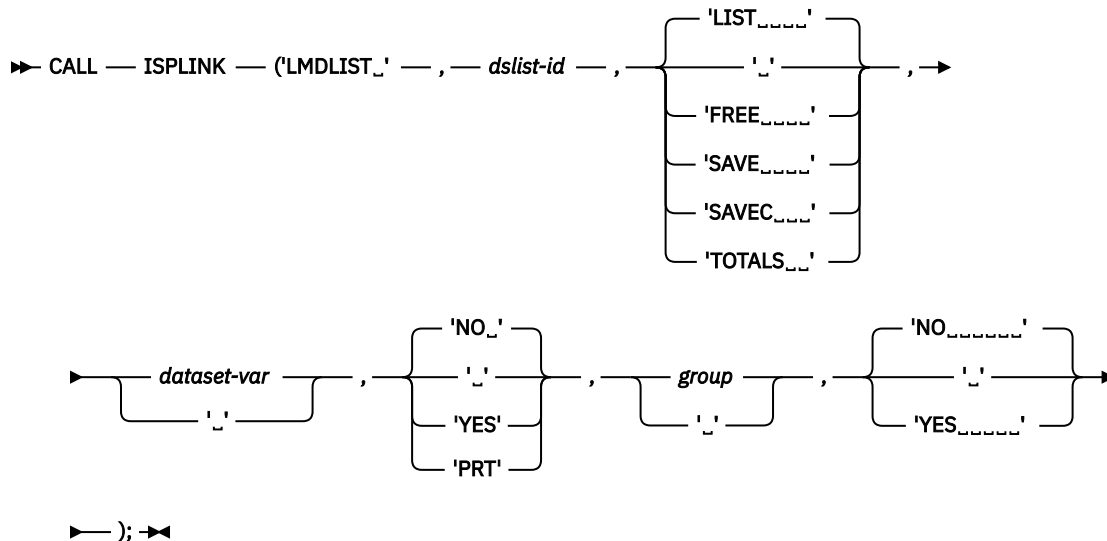 'LIST␣␣␣␣'
CALL ISPLINK ('LMDLIST␣' , dslist-id , '␣' ,
'FREE␣␣␣␣'
'SAVE␣␣␣␣'
'SAVEC␣␣␣'
'TOTALS␣␣'
'NO␣' 'NO␣␣␣␣␣␣'
dataset-var , '␣' , group , '␣'
'␣' 'YES' '␣' 'YES␣␣␣␣␣'
'PRT'
);